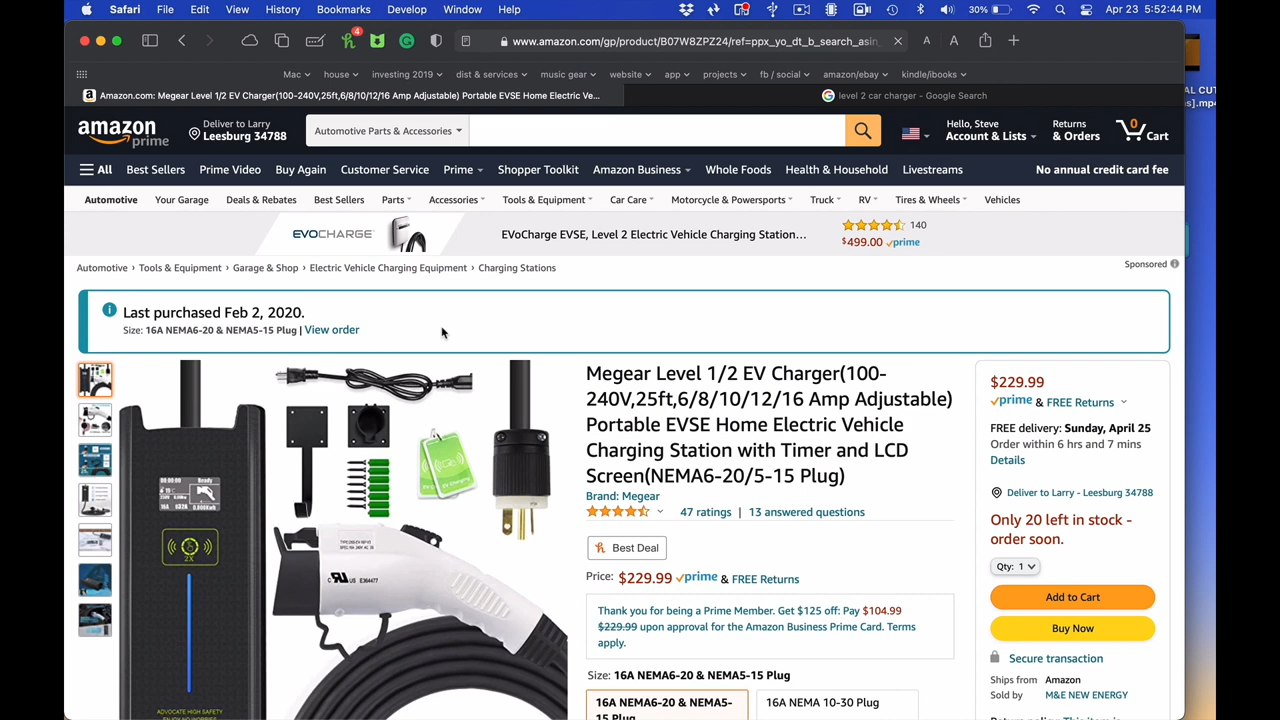 Safari File Edit View History Bookmarks Develop Window Help
30% Apr 23 5:52:44 PM
4
www.amazon.com/gp/product/B07W8ZPZ24/ref=ppx_yo_dt_b_search_asin_
A A
Mac house investing 2019 dist & services music gear website app projects fb / social amazon/ebay kindle/ibooks
Amazon.com: Megear Level 1/2 EV Charger(100-240V,25ft,6/8/10/12/16 Amp Adjustable) Portable EVSE Home Electric Ve...
level 2 car charger - Google Search
amazon prime
Deliver to Larry
Leesburg 34788
Automotive Parts & Accessories
Hello, Steve
Account & Lists
Returns
& Orders
0
Cart
All Best Sellers Prime Video Buy Again Customer Service Prime Shopper Toolkit Amazon Business Whole Foods Health & Household Livestreams No annual credit card fee
Automotive Your Garage Deals & Rebates Best Sellers Parts Accessories Tools & Equipment Car Care Motorcycle & Powersports Truck RV Tires & Wheels Vehicles
EVOCHARGE
EVoCharge EVSE, Level 2 Electric Vehicle Charging Station...
140
$499.00 prime
Automotive › Tools & Equipment › Garage & Shop › Electric Vehicle Charging Equipment › Charging Stations
Sponsored
Last purchased Feb 2, 2020.
Size: 16A NEMA6-20 & NEMA5-15 Plug | View order
Megear Level 1/2 EV Charger(100-
240V,25ft,6/8/10/12/16 Amp Adjustable)
Portable EVSE Home Electric Vehicle
Charging Station with Timer and LCD
Screen(NEMA6-20/5-15 Plug)
Brand: Megear
47 ratings | 13 answered questions
Best Deal
Price: $229.99 prime & FREE Returns
Thank you for being a Prime Member. Get $125 off: Pay $104.99
$229.99 upon approval for the Amazon Business Prime Card. Terms
apply.
Size: 16A NEMA6-20 & NEMA5-15 Plug
16A NEMA6-20 & NEMA5-
15 Plug
16A NEMA 10-30 Plug
$229.99
prime & FREE Returns
FREE delivery: Sunday, April 25
Order within 6 hrs and 7 mins
Details
Deliver to Larry - Leesburg 34788
Only 20 left in stock -
order soon.
Qty: 1
Add to Cart
Buy Now
Secure transaction
Ships from Amazon
Sold by M&E NEW ENERGY
Ready
2X
ADVOCATE HIGH SAFETY
E364477